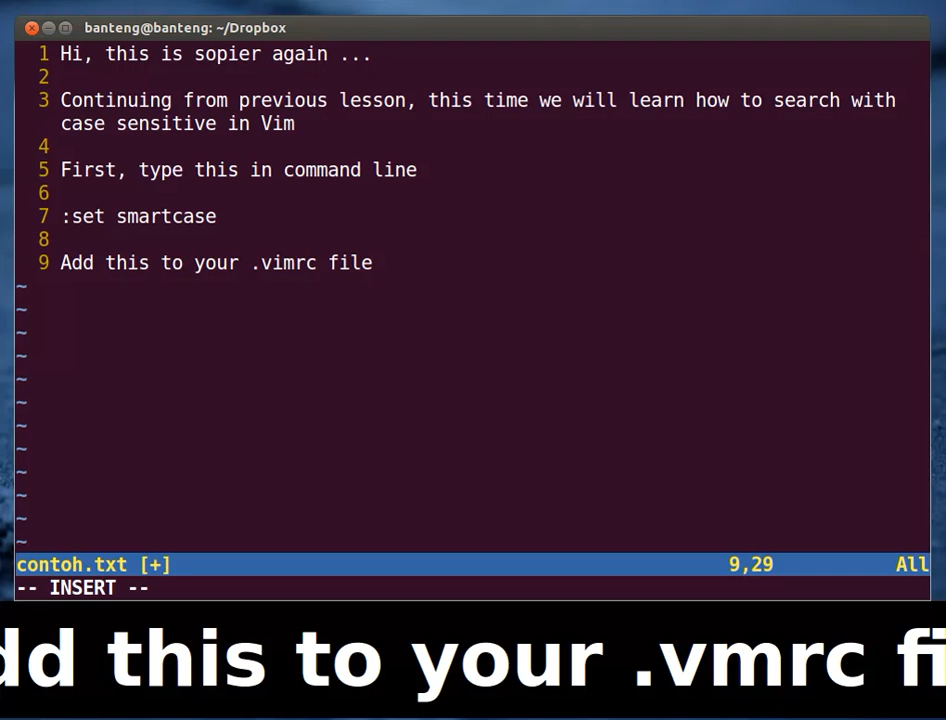 banteng@banteng: ~/Dropbox
1 Hi, this is sopier again ...
2
3 Continuing from previous lesson, this time we will learn how to search with
case sensitive in Vim
4
5 First, type this in command line
6
7 :set smartcase
8
9 Add this to your .vimrc file
~
~
~
~
~
~
~
~
~
~
~
~
contoh.txt [+] 9,29 All
-- INSERT --
dd this to your .vmrc fi